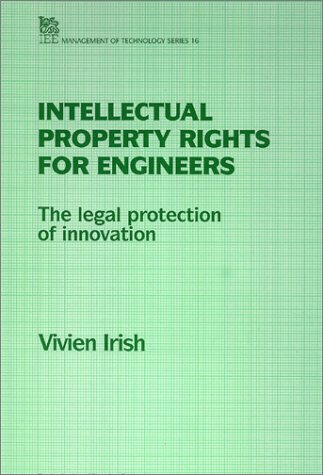 IEE MANAGEMENT OF TECHNOLOGY SERIES 16
INTELLECTUAL
PROPERTY RIGHTS
FOR ENGINEERS
The legal protection
of innovation
Vivien Irish